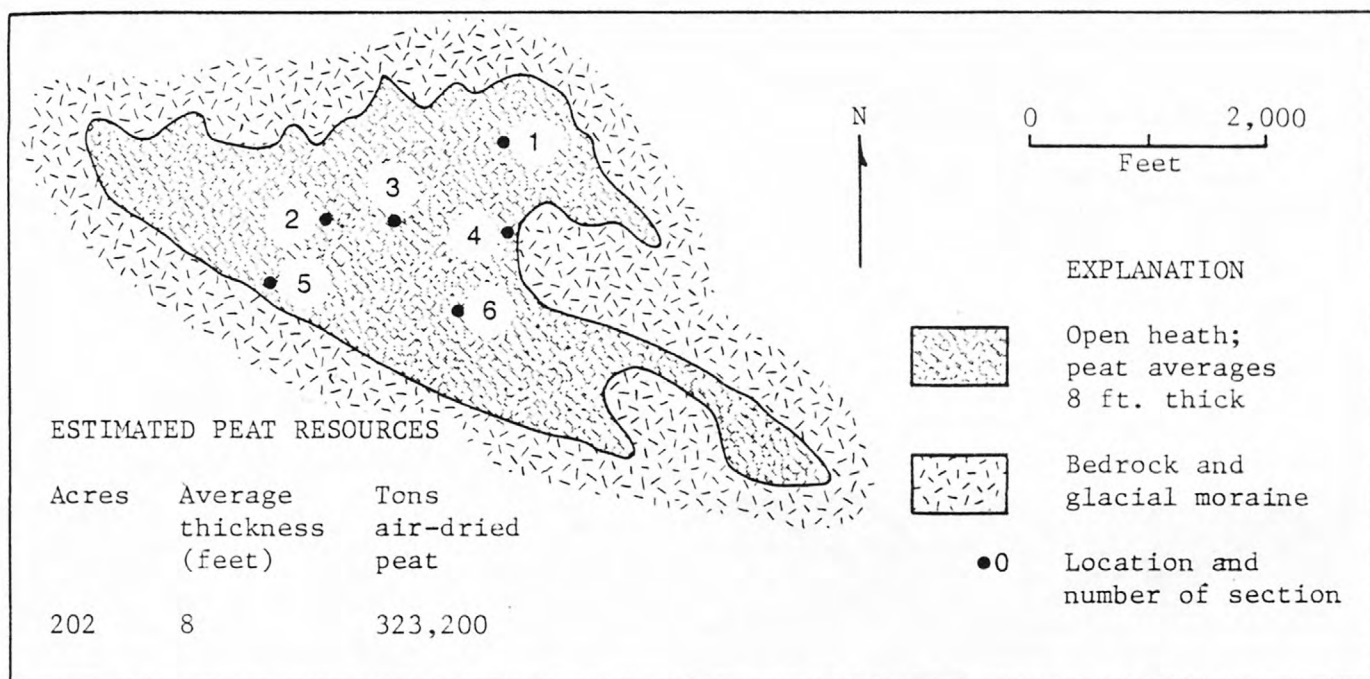 1
3
2
4
5
6
N
0 2,000
Feet
EXPLANATION
Open heath;
peat averages
8 ft. thick
Bedrock and
glacial moraine
0 Location and
number of section
ESTIMATED PEAT RESOURCES
Acres Average Tons
thickness air-dried
(feet) peat
202 8 323,200